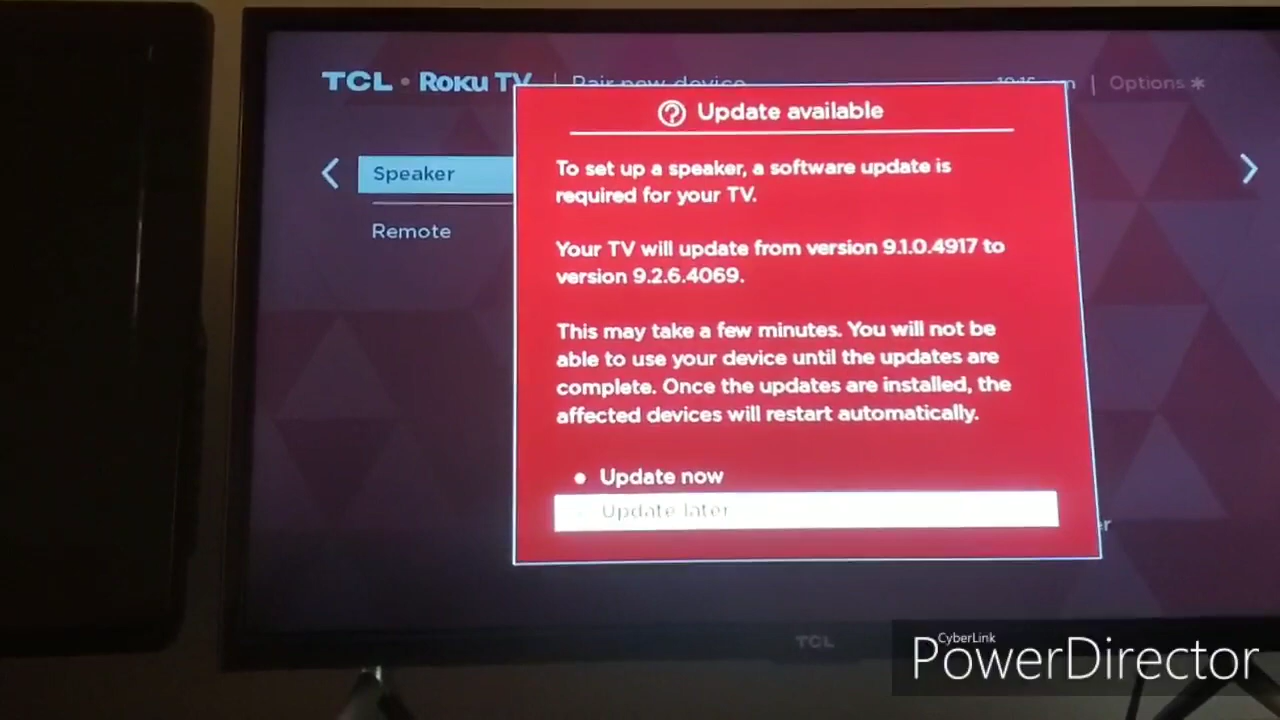 TCL • Roku TV | Pair new device
| Options *
Update available
To set up a speaker, a software update is
required for your TV.
Your TV will update from version 9.1.0.4917 to
version 9.2.6.4069.
This may take a few minutes. You will not be
able to use your device until the updates are
complete. Once the updates are installed, the
affected devices will restart automatically.
Update now
Update later
Speaker
Remote
TCL
CyberLink
PowerDirector